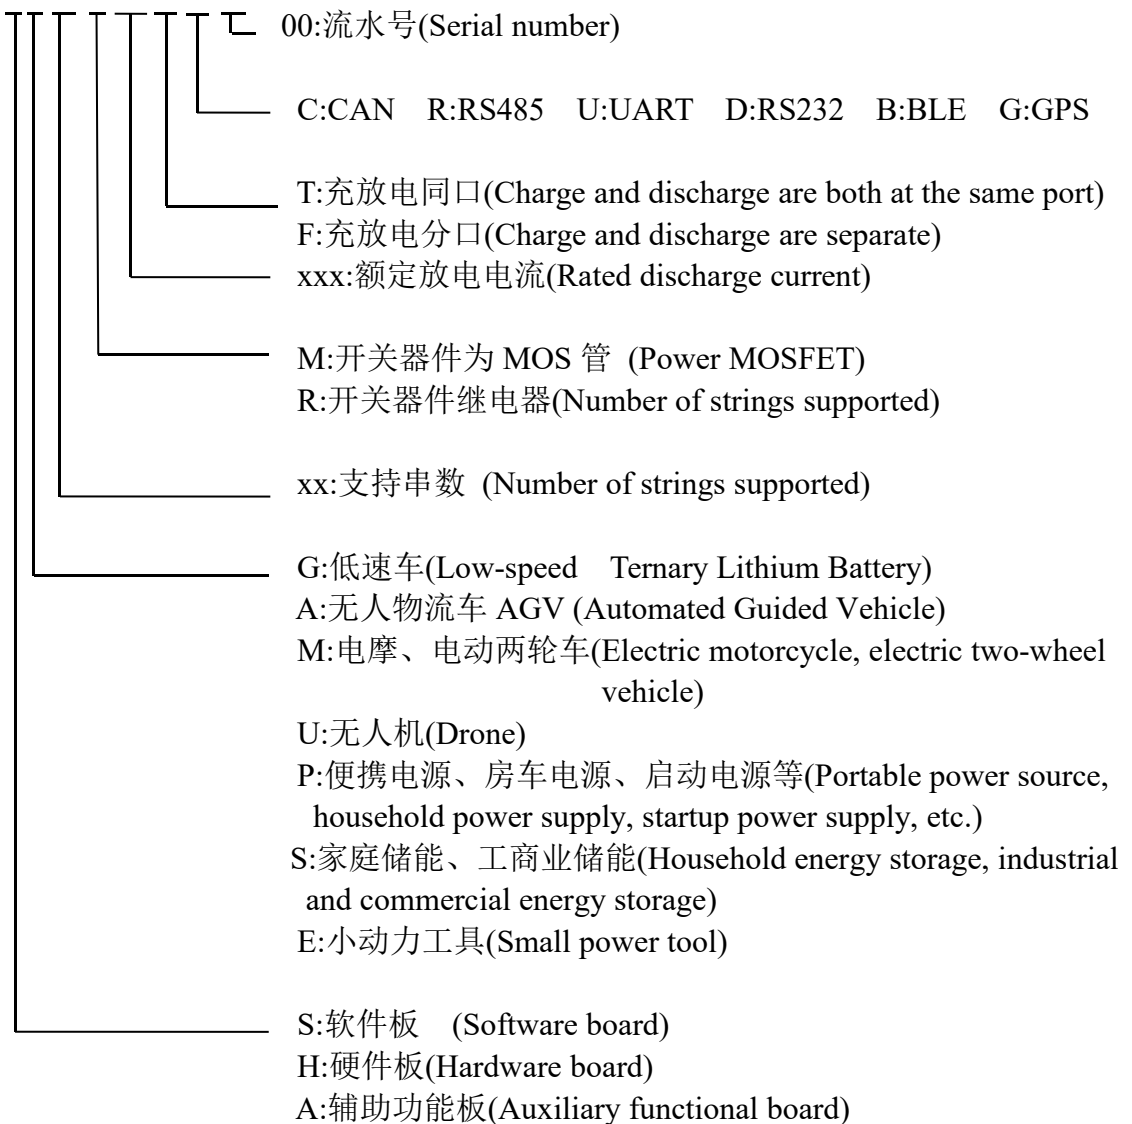 00:流水号(Serial number)
C:CAN R:RS485 U:UART D:RS232 B:BLE G:GPS
T:充放电同口(Charge and discharge are both at the same port)
F:充放电分口(Charge and discharge are separate)
xxx:额定放电电流(Rated discharge current)
M:开关器件为 MOS 管 (Power MOSFET)
R:开关器件继电器(Number of strings supported)
xx:支持串数 (Number of strings supported)
G:低速车(Low-speed Ternary Lithium Battery)
A:无人物流车 AGV (Automated Guided Vehicle)
M:电摩、电动两轮车(Electric motorcycle, electric two-wheel
vehicle)
U:无人机(Drone)
P:便携电源、房车电源、启动电源等(Portable power source,
household power supply, startup power supply, etc.)
S:家庭储能、工商业储能(Household energy storage, industrial
and commercial energy storage)
E:小动力工具(Small power tool)
S:软件板 (Software board)
H:硬件板(Hardware board)
A:辅助功能板(Auxiliary functional board)